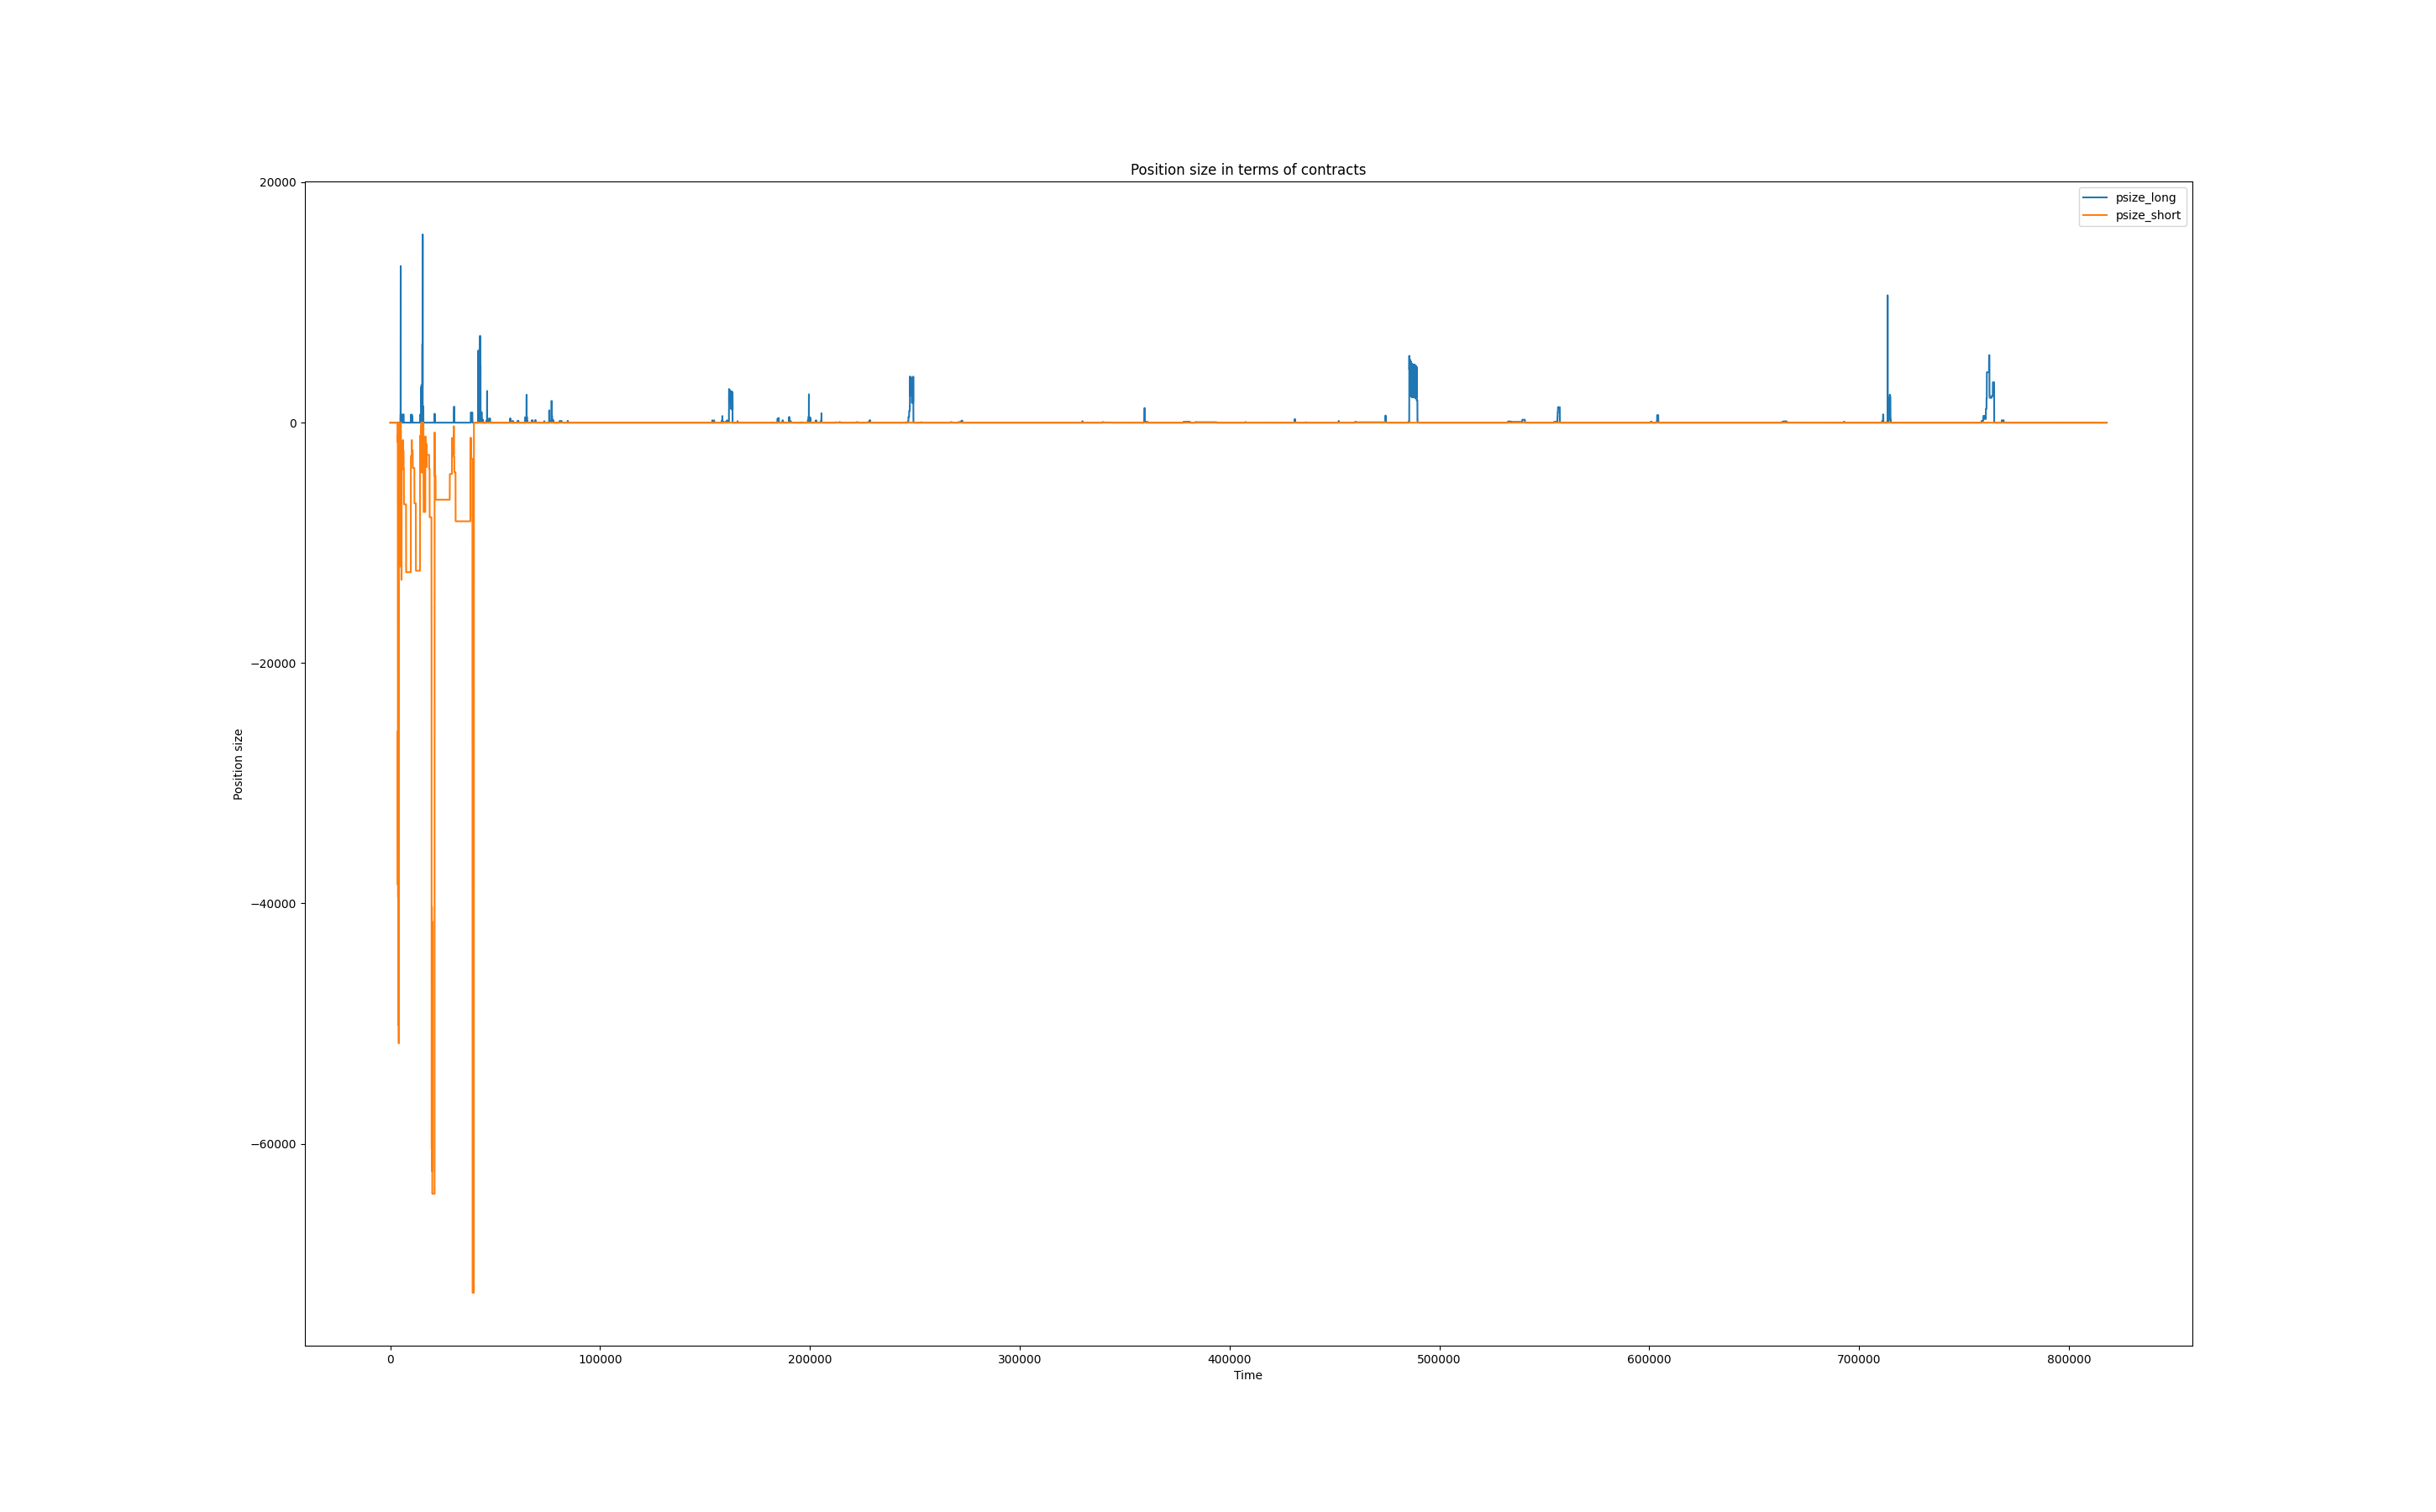 Position size in terms of contracts
psize_long
psize_short
20000
0
−20000
−40000
−60000
Position size
0
100000
200000
300000
400000
500000
600000
700000
800000
Time